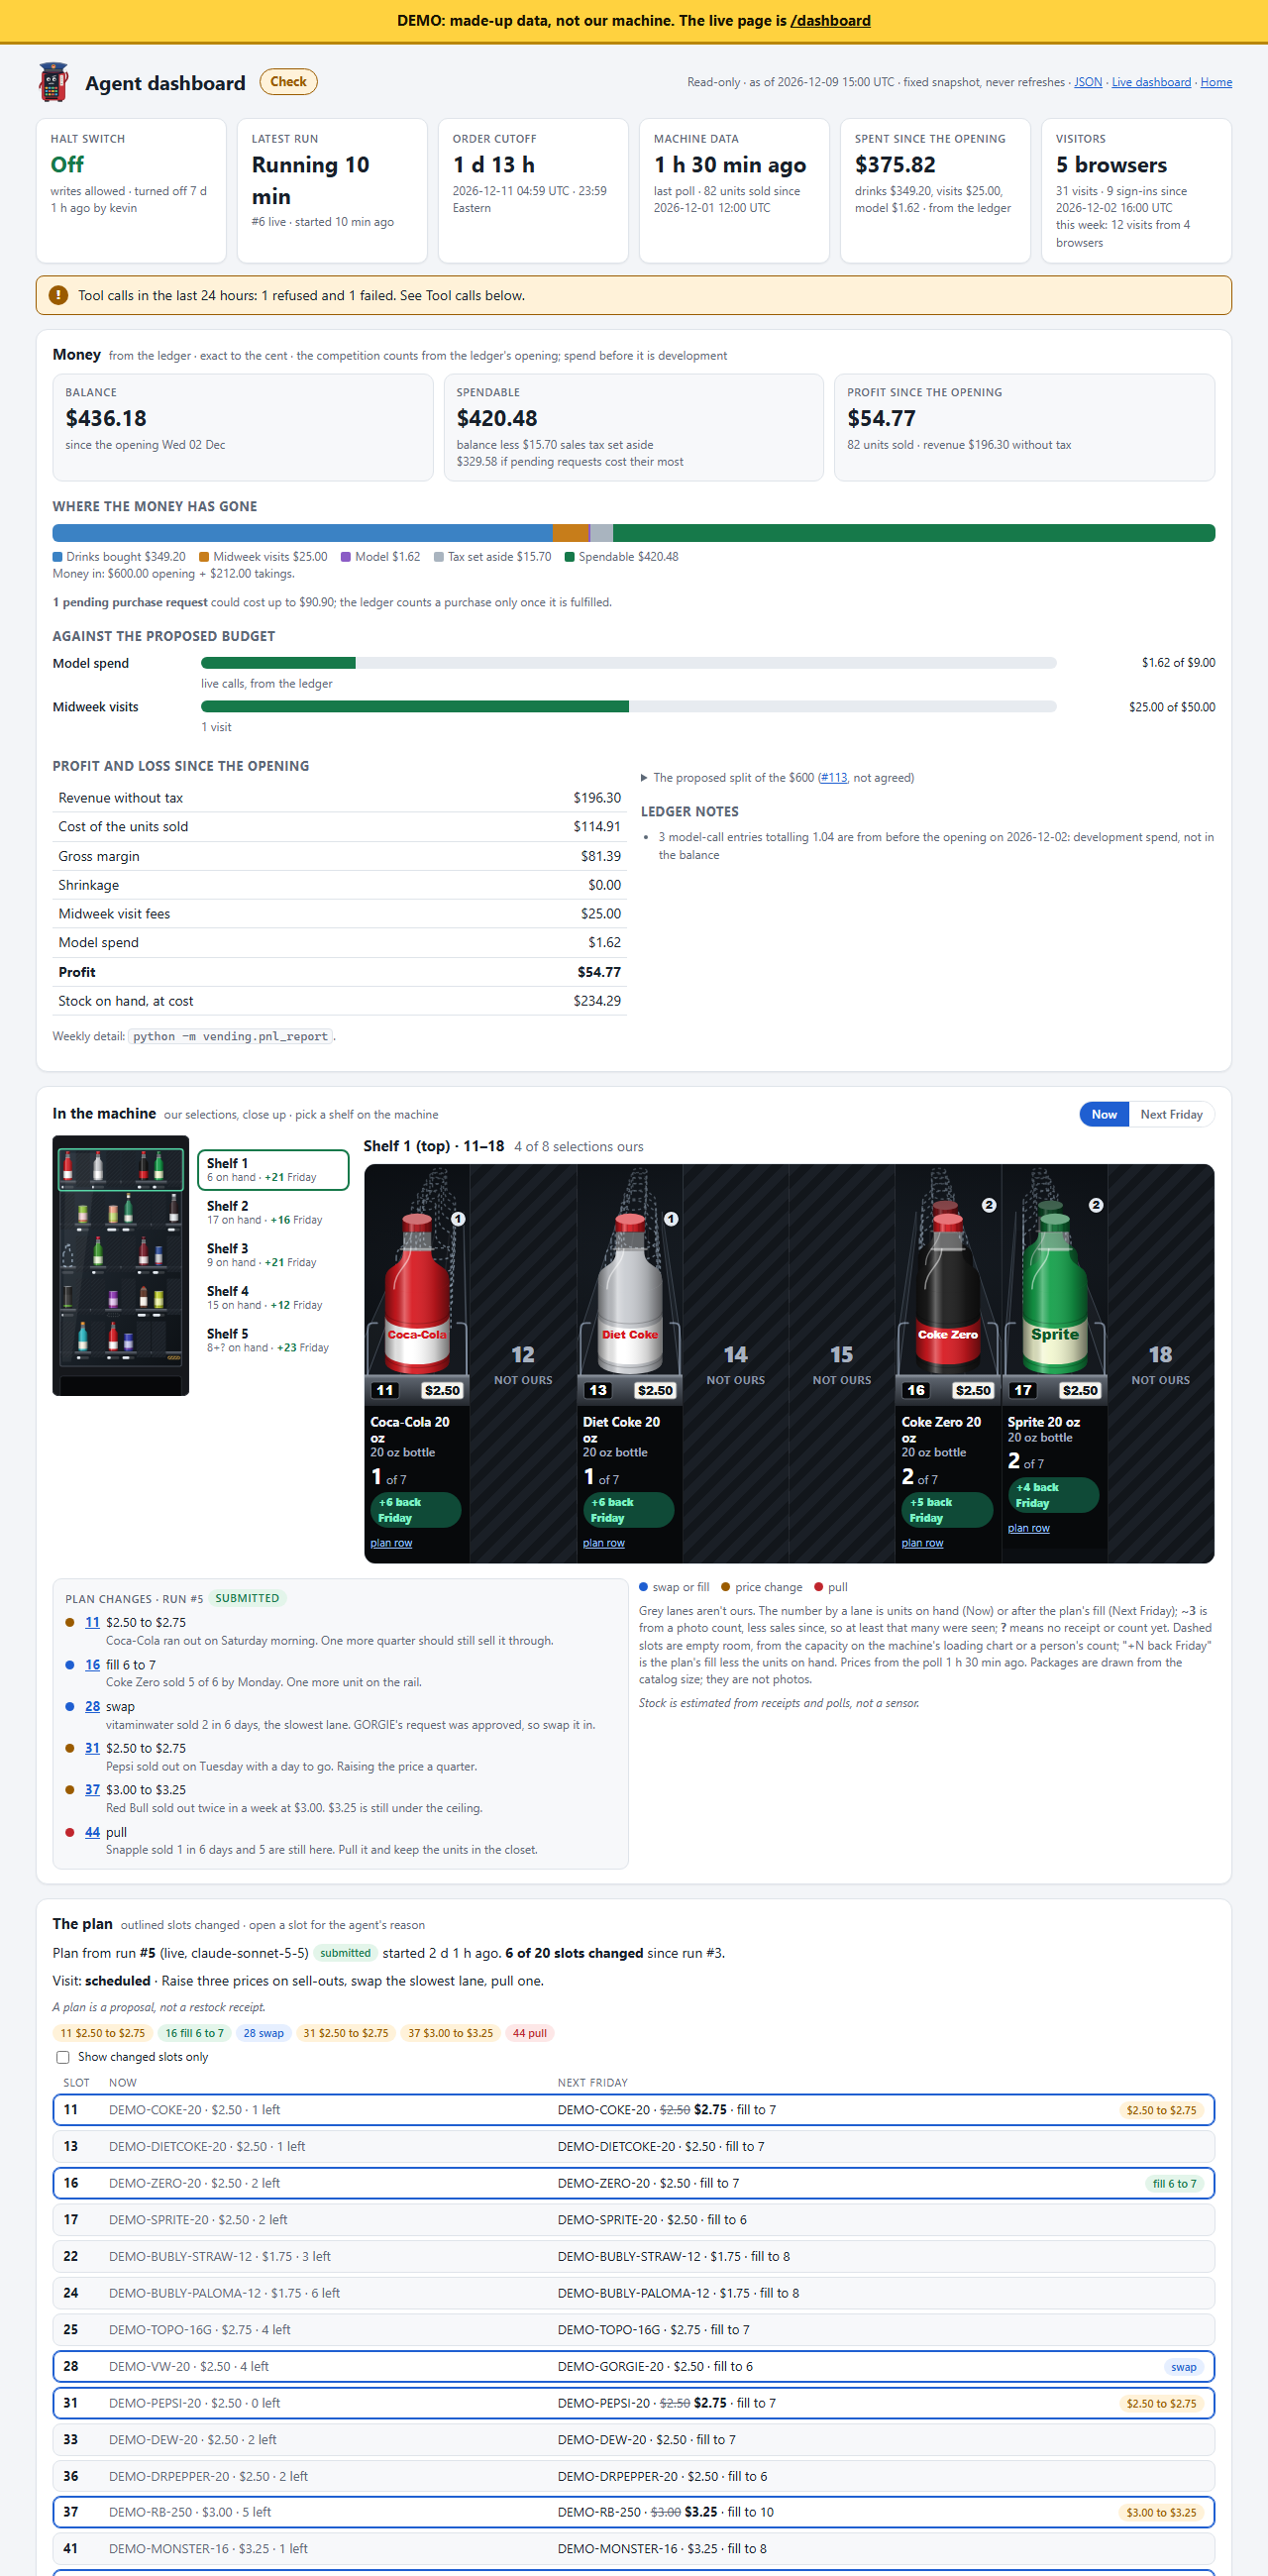 DEMO: made-up data, not our machine. The live page is /dashboard
Agent dashboard
Check
Read-only · as of 2026-12-09 15:00 UTC · fixed snapshot, never refreshes · JSON · Live dashboard · Home
HALT SWITCH
Off
writes allowed · turned off 7 d
1 h ago by kevin
LATEST RUN
Running 10
min
#6 live · started 10 min ago
ORDER CUTOFF
1 d 13 h
2026-12-11 04:59 UTC · 23:59
Eastern
MACHINE DATA
1 h 30 min ago
last poll · 82 units sold since
2026-12-01 12:00 UTC
SPENT SINCE THE OPENING
$375.82
drinks $349.20, visits $25.00,
model $1.62 · from the ledger
VISITORS
5 browsers
31 visits · 9 sign-ins since
2026-12-02 16:00 UTC
this week: 12 visits from 4
browsers
! Tool calls in the last 24 hours: 1 refused and 1 failed. See Tool calls below.
Money from the ledger · exact to the cent · the competition counts from the ledger's opening; spend before it is development
BALANCE
$436.18
since the opening Wed 02 Dec
SPENDABLE
$420.48
balance less $15.70 sales tax set aside
$329.58 if pending requests cost their most
PROFIT SINCE THE OPENING
$54.77
82 units sold · revenue $196.30 without tax
WHERE THE MONEY HAS GONE
Drinks bought $349.20 Midweek visits $25.00 Model $1.62 Tax set aside $15.70 Spendable $420.48
Money in: $600.00 opening + $212.00 takings.
1 pending purchase request could cost up to $90.90; the ledger counts a purchase only once it is fulfilled.
AGAINST THE PROPOSED BUDGET
Model spend $1.62 of $9.00
live calls, from the ledger
Midweek visits $25.00 of $50.00
1 visit
PROFIT AND LOSS SINCE THE OPENING
Revenue without tax $196.30
Cost of the units sold $114.91
Gross margin $81.39
Shrinkage $0.00
Midweek visit fees $25.00
Model spend $1.62
Profit $54.77
Stock on hand, at cost $234.29
Weekly detail: python -m vending.pnl_report.
The proposed split of the $600 (#113, not agreed)
LEDGER NOTES
• 3 model-call entries totalling 1.04 are from before the opening on 2026-12-02: development spend, not in
the balance
In the machine our selections, close up · pick a shelf on the machine
Now Next Friday
Shelf 1
6 on hand · +21 Friday
Shelf 2
17 on hand · +16 Friday
Shelf 3
9 on hand · +21 Friday
Shelf 4
15 on hand · +12 Friday
Shelf 5
8+? on hand · +23 Friday
Shelf 1 (top) · 11–18 4 of 8 selections ours
1
Coca-Cola
11 $2.50
Coca-Cola 20
oz
20 oz bottle
1 of 7
+6 back
Friday
plan row
12
NOT OURS
1
Diet Coke
13 $2.50
Diet Coke 20
oz
20 oz bottle
1 of 7
+6 back
Friday
plan row
14
NOT OURS
15
NOT OURS
2
Coke Zero
16 $2.50
Coke Zero 20
oz
20 oz bottle
2 of 7
+5 back
Friday
plan row
2
Sprite
17 $2.50
Sprite 20 oz
20 oz bottle
2 of 7
+4 back
Friday
plan row
18
NOT OURS
PLAN CHANGES · RUN #5 SUBMITTED
11 $2.50 to $2.75
Coca-Cola ran out on Saturday morning. One more quarter should still sell it through.
16 fill 6 to 7
Coke Zero sold 5 of 6 by Monday. One more unit on the rail.
28 swap
vitaminwater sold 2 in 6 days, the slowest lane. GORGIE's request was approved, so swap it in.
31 $2.50 to $2.75
Pepsi sold out on Tuesday with a day to go. Raising the price a quarter.
37 $3.00 to $3.25
Red Bull sold out twice in a week at $3.00. $3.25 is still under the ceiling.
44 pull
Snapple sold 1 in 6 days and 5 are still here. Pull it and keep the units in the closet.
swap or fill price change pull
Grey lanes aren't ours. The number by a lane is units on hand (Now) or after the plan's fill (Next Friday); ~3 is
from a photo count, less sales since, so at least that many were seen; ? means no receipt or count yet. Dashed
slots are empty room, from the capacity on the machine's loading chart or a person's count; "+N back Friday"
is the plan's fill less the units on hand. Prices from the poll 1 h 30 min ago. Packages are drawn from the
catalog size; they are not photos.
Stock is estimated from receipts and polls, not a sensor.
The plan outlined slots changed · open a slot for the agent's reason
Plan from run #5 (live, claude-sonnet-5-5) submitted started 2 d 1 h ago. 6 of 20 slots changed since run #3.
Visit: scheduled · Raise three prices on sell-outs, swap the slowest lane, pull one.
A plan is a proposal, not a restock receipt.
11 $2.50 to $2.75 16 fill 6 to 7 28 swap 31 $2.50 to $2.75 37 $3.00 to $3.25 44 pull
Show changed slots only
SLOT NOW NEXT FRIDAY
11 DEMO-COKE-20 · $2.50 · 1 left DEMO-COKE-20 · $2.50 $2.75 · fill to 7 $2.50 to $2.75
13 DEMO-DIETCOKE-20 · $2.50 · 1 left DEMO-DIETCOKE-20 · $2.50 · fill to 7
16 DEMO-ZERO-20 · $2.50 · 2 left DEMO-ZERO-20 · $2.50 · fill to 7 fill 6 to 7
17 DEMO-SPRITE-20 · $2.50 · 2 left DEMO-SPRITE-20 · $2.50 · fill to 6
22 DEMO-BUBLY-STRAW-12 · $1.75 · 3 left DEMO-BUBLY-STRAW-12 · $1.75 · fill to 8
24 DEMO-BUBLY-PALOMA-12 · $1.75 · 6 left DEMO-BUBLY-PALOMA-12 · $1.75 · fill to 8
25 DEMO-TOPO-16G · $2.75 · 4 left DEMO-TOPO-16G · $2.75 · fill to 7
28 DEMO-VW-20 · $2.50 · 4 left DEMO-GORGIE-20 · $2.50 · fill to 6 swap
31 DEMO-PEPSI-20 · $2.50 · 0 left DEMO-PEPSI-20 · $2.50 $2.75 · fill to 7 $2.50 to $2.75
33 DEMO-DEW-20 · $2.50 · 2 left DEMO-DEW-20 · $2.50 · fill to 7
36 DEMO-DRPEPPER-20 · $2.50 · 2 left DEMO-DRPEPPER-20 · $2.50 · fill to 6
37 DEMO-RB-250 · $3.00 · 5 left DEMO-RB-250 · $3.00 $3.25 · fill to 10 $3.00 to $3.25
41 DEMO-MONSTER-16 · $3.25 · 1 left DEMO-MONSTER-16 · $3.25 · fill to 8